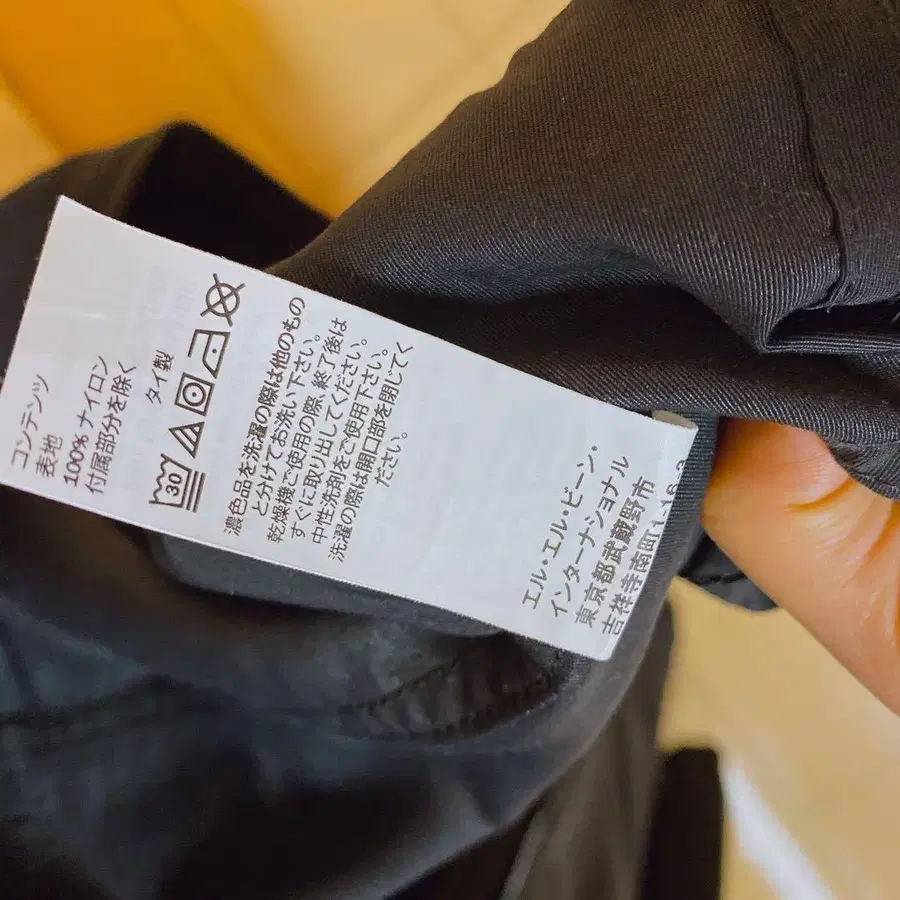 コンテンツ
表地
100% ナイロン
付属部分を除く
タイ製
30
濃色品を洗濯の際は他のもの
と分けてお洗い下さい。
乾燥機ご使用の際、終了後は
すぐに取り出してください。
中性洗剤をご使用下さい。
洗濯の際は開口部を閉じてく
ださい。
エル・エル・ビーン・
インターナショナル
東京都武蔵野市
吉祥寺南町1-16-3